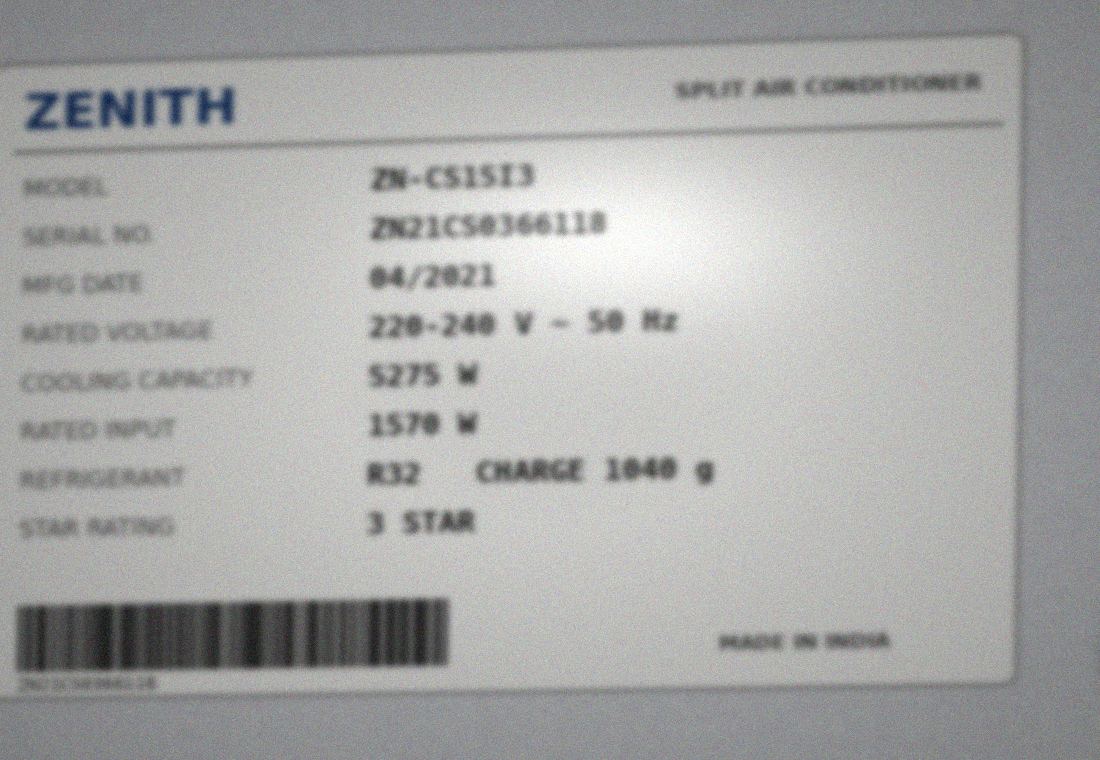 ZENITH
SPLIT AIR CONDITIONER
MODEL ZN-CS15I3
SERIAL NO. ZN21CS0366118
MFG DATE 04/2021
RATED VOLTAGE 220-240 V ~ 50 Hz
COOLING CAPACITY 5275 W
RATED INPUT 1570 W
REFRIGERANT R32 CHARGE 1040 g
STAR RATING 3 STAR
MADE IN INDIA